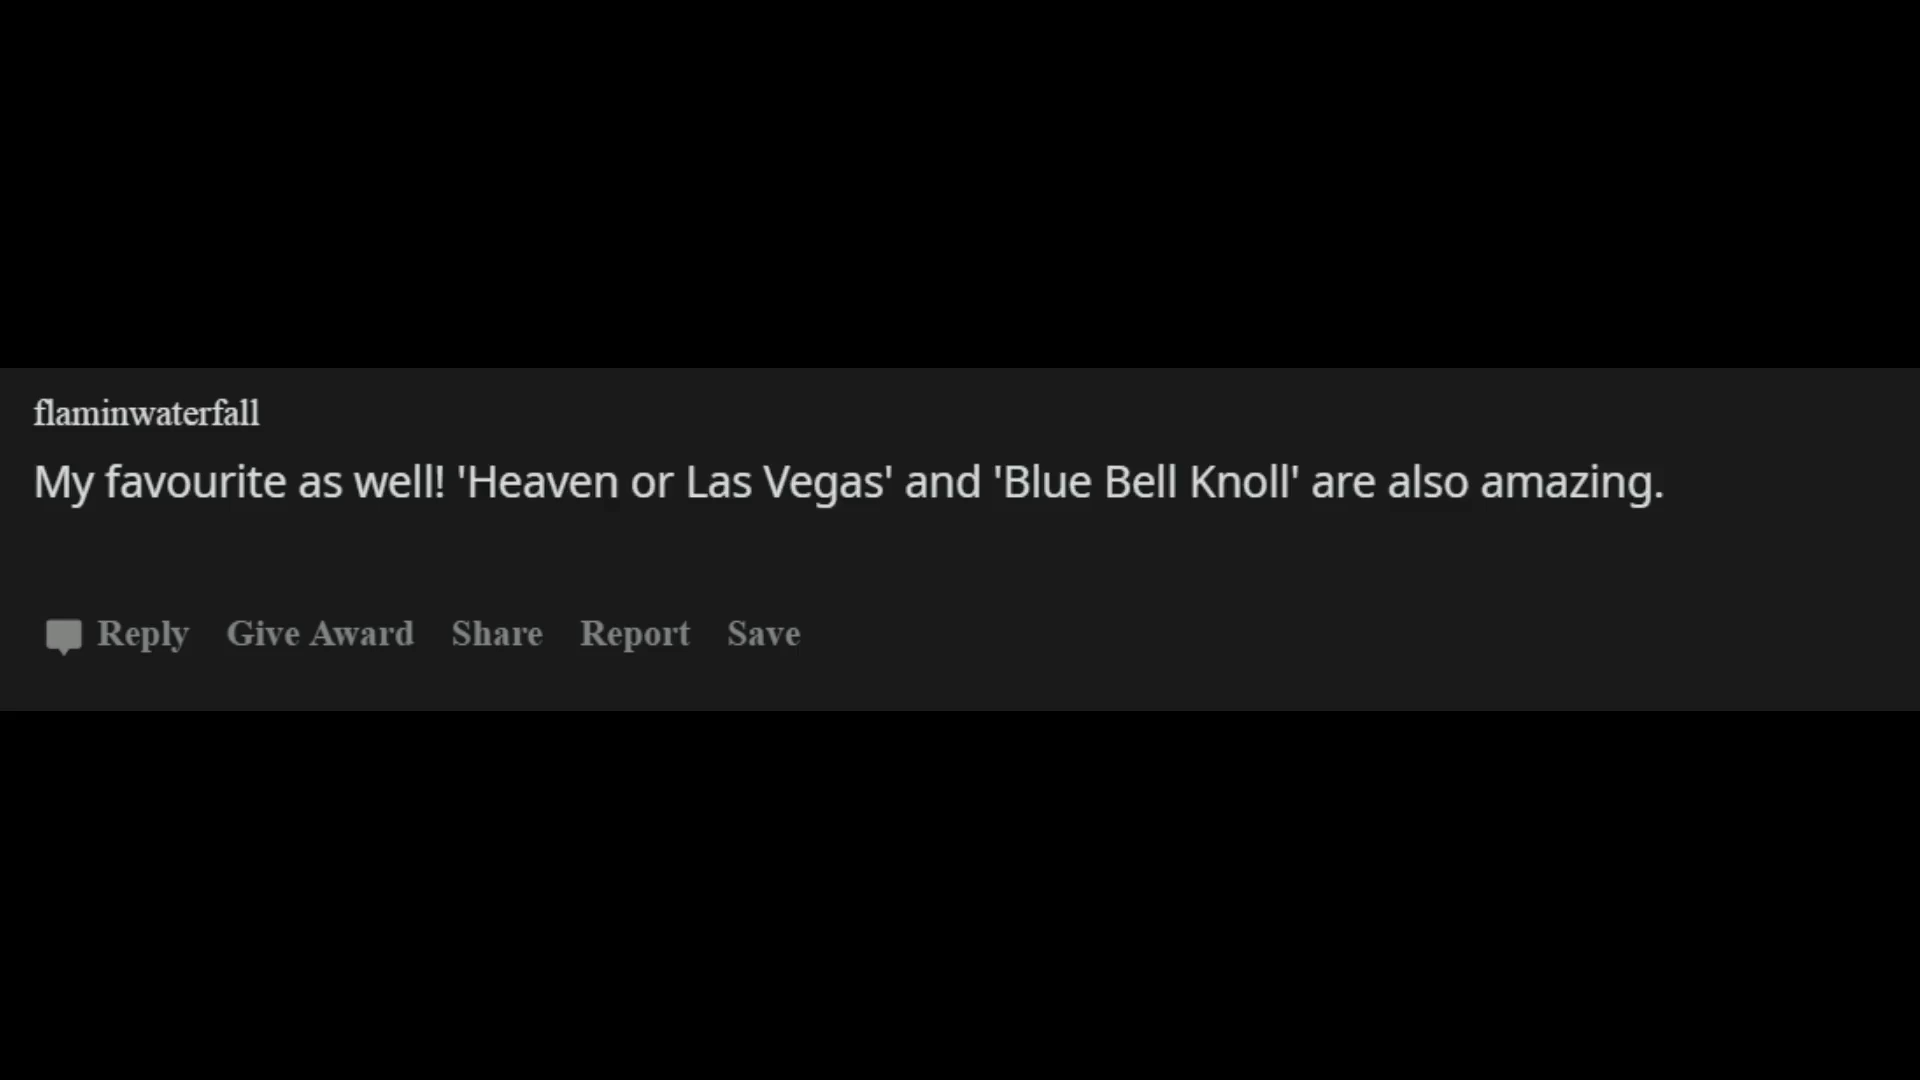 flaminwaterfall
My favourite as well! 'Heaven or Las Vegas' and 'Blue Bell Knoll' are also amazing.
Reply Give Award Share Report Save